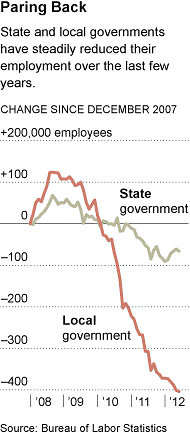 Paring Back
State and local governments
have steadily reduced their
employment over the last few
years.
CHANGE SINCE DECEMBER 2007
+200,000 employees
+100
State
government
0
−100
−200
−300
Local
government
−400
'08 '09 '10 '11 '12
Source: Bureau of Labor Statistics